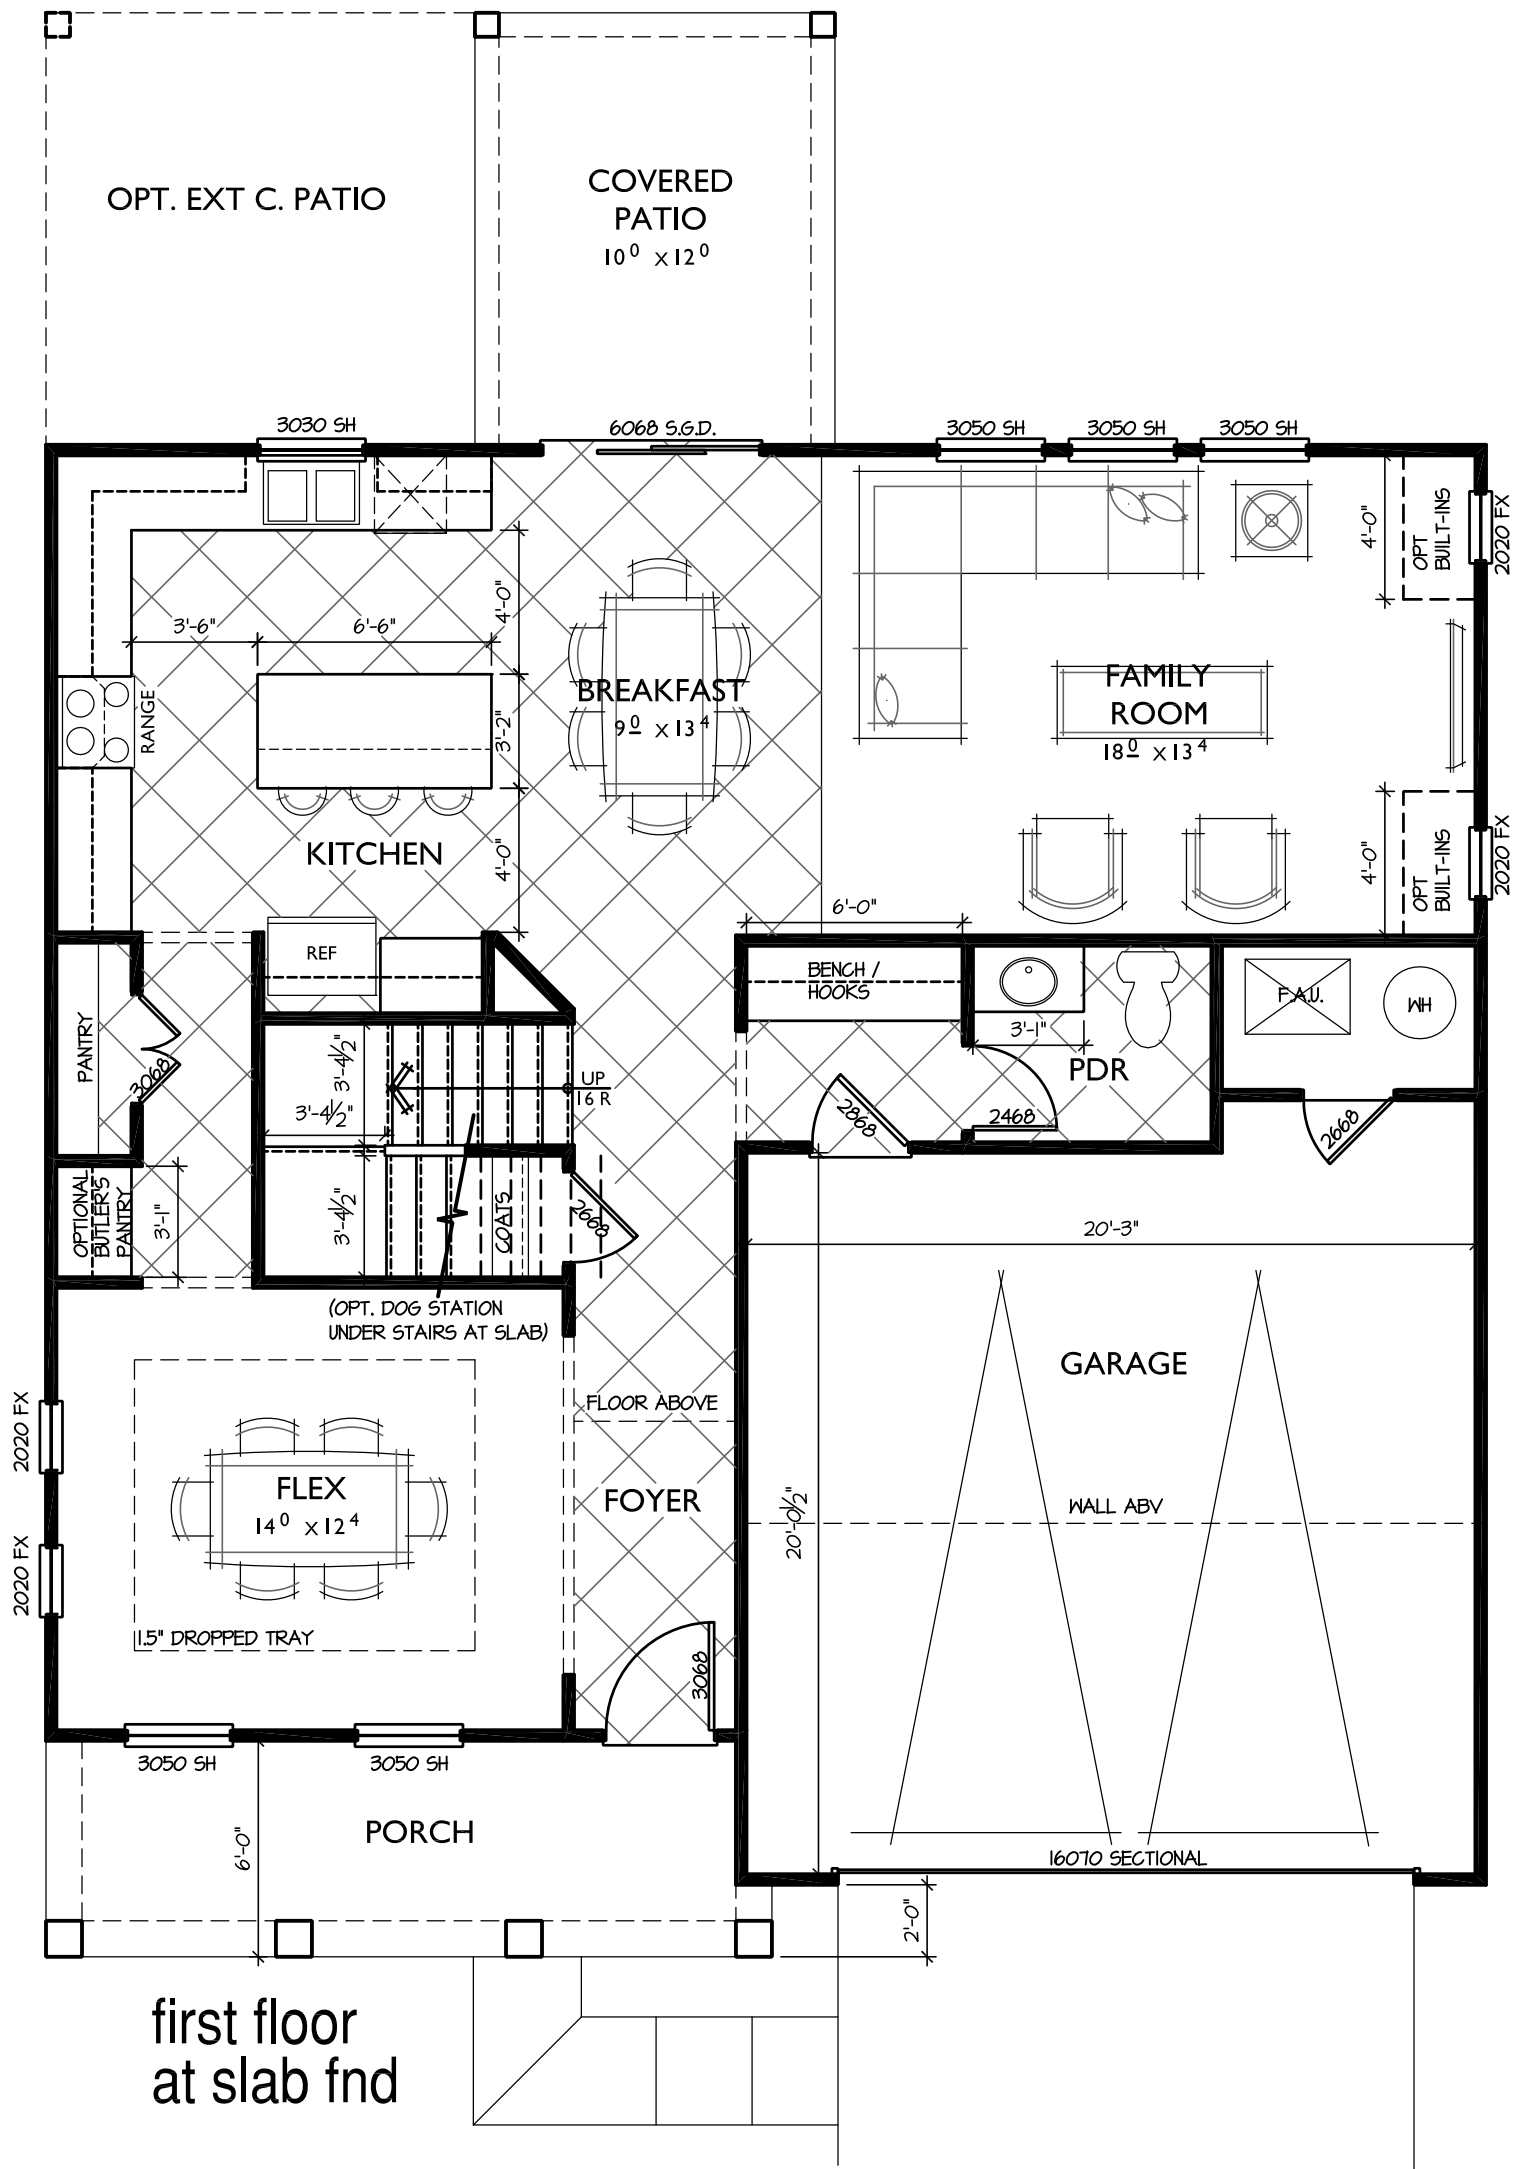 OPT. EXT C. PATIO
COVERED
PATIO
10⁰ x 12⁰
3030 SH
6068 S.G.D.
3050 SH
3050 SH
3050 SH
4'-0"
OPT
BUILT-INS
2020 FX
3'-6"
6'-6"
4'-0"
RANGE
3'-2"
BREAKFAST
9⁰ x 13⁴
FAMILY
ROOM
18⁰ x 13⁴
KITCHEN
4'-0"
4'-0"
OPT
BUILT-INS
2020 FX
6'-0"
REF
BENCH /
HOOKS
F.A.U.
WH
PANTRY
3068
3'-4½"
3'-4½"
UP
16 R
3'-1"
PDR
2868
2468
2668
OPTIONAL
BUTLER'S
PANTRY
3'-1"
3'-4½"
COATS
2668
20'-3"
(OPT. DOG STATION
UNDER STAIRS AT SLAB)
GARAGE
FLOOR ABOVE
2020 FX
FLEX
14⁰ x 12⁴
FOYER
20'-0½"
WALL ABV
2020 FX
1.5" DROPPED TRAY
3068
3050 SH
3050 SH
PORCH
6'-0"
16070 SECTIONAL
2'-0"
first floor
at slab fnd